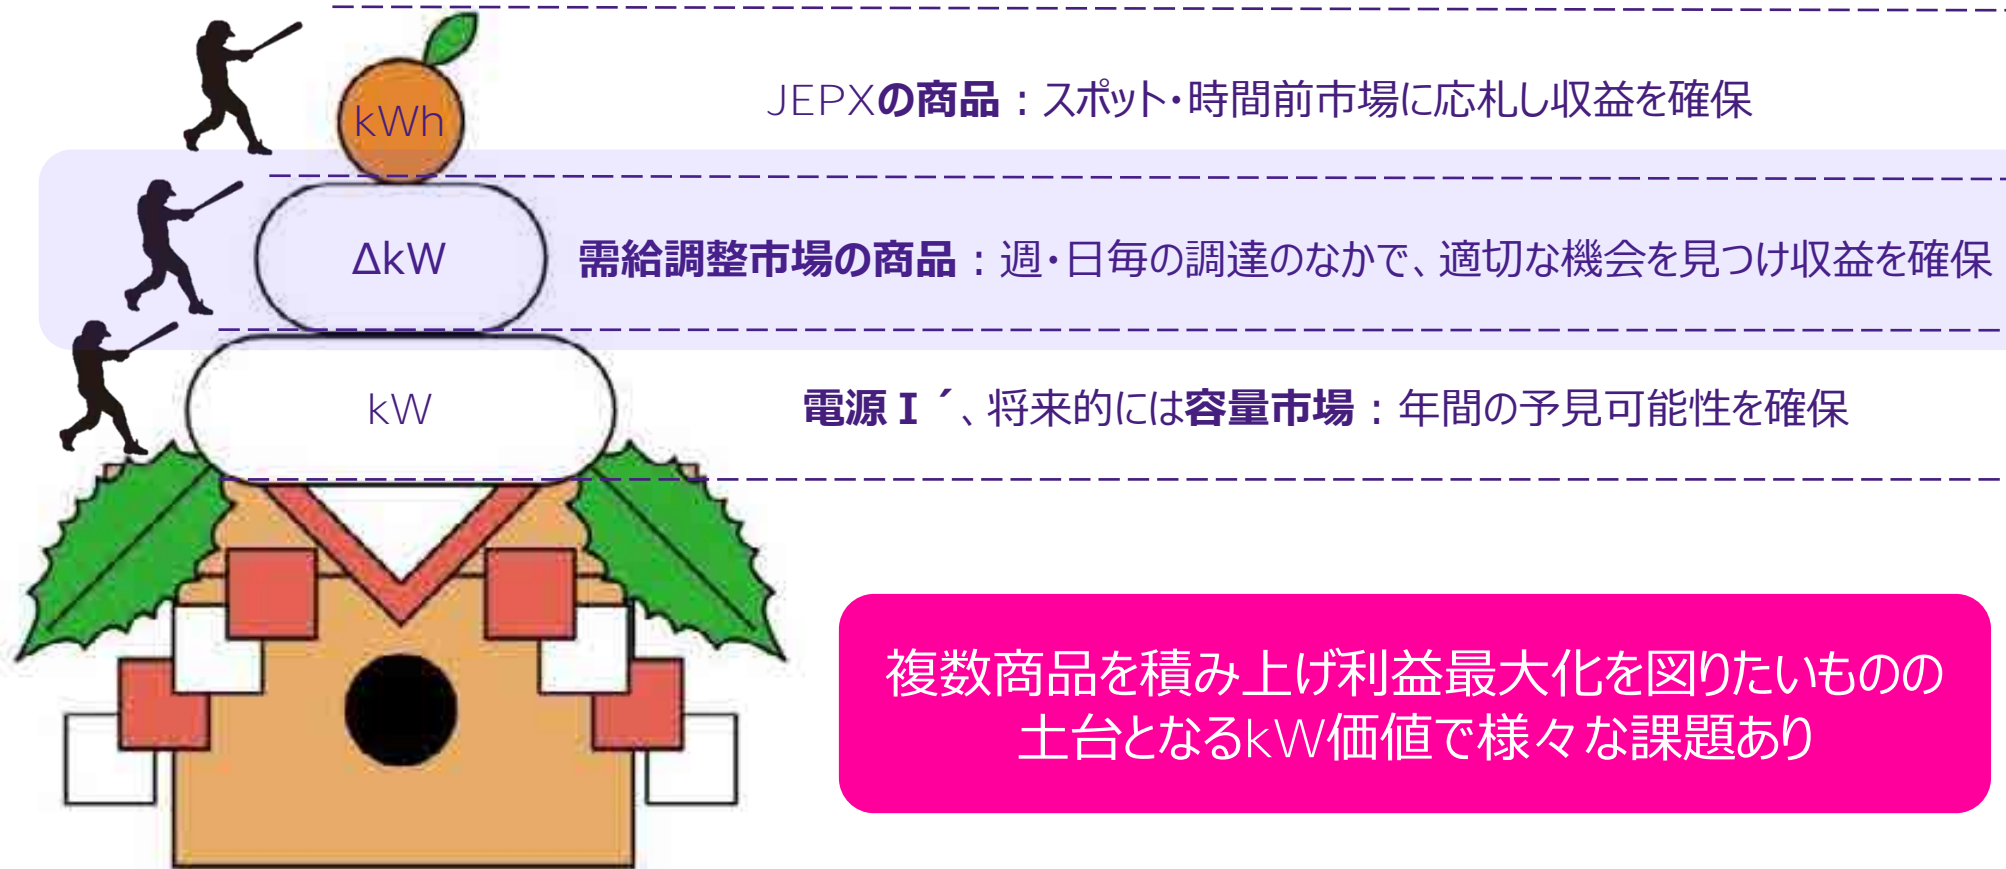 kWh
JEPXの商品：スポット・時間前市場に応札し収益を確保
ΔkW
需給調整市場の商品：週・日毎の調達のなかで、適切な機会を見つけ収益を確保
kW
電源Ⅰ´、将来的には容量市場：年間の予見可能性を確保
複数商品を積み上げ利益最大化を図りたいものの
土台となるkW価値で様々な課題あり